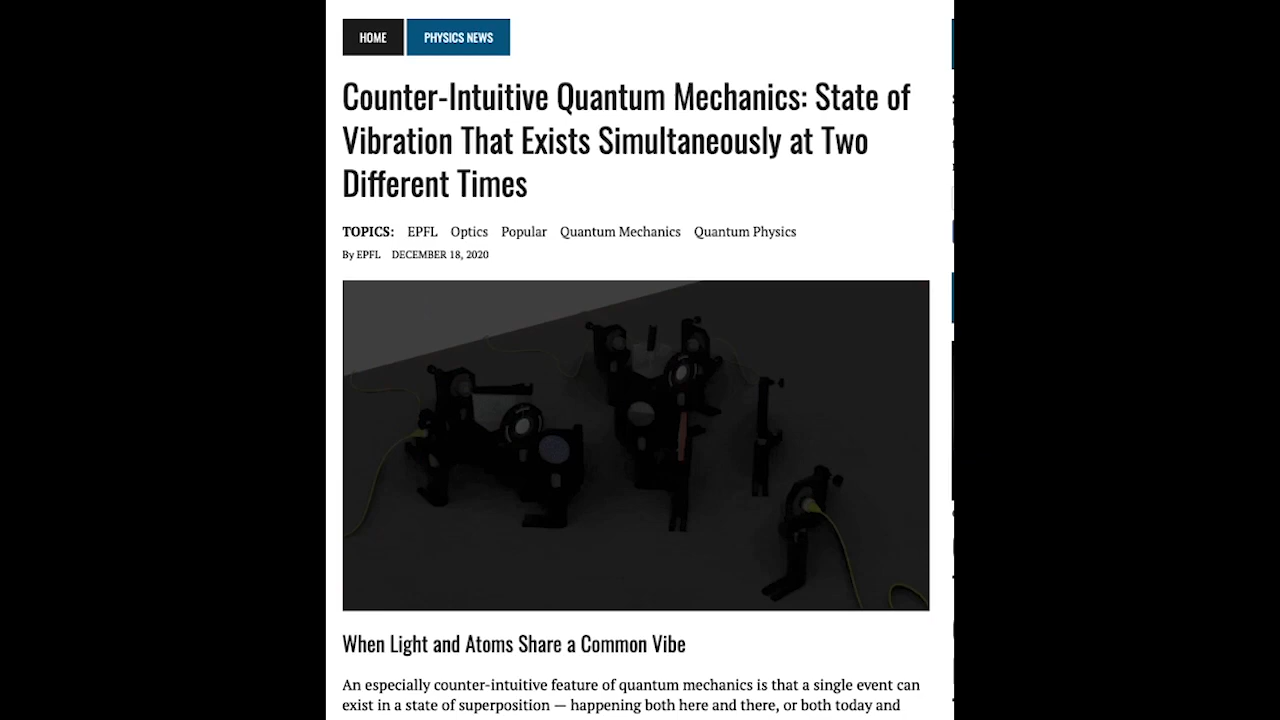 HOME PHYSICS NEWS
Counter-Intuitive Quantum Mechanics: State of
Vibration That Exists Simultaneously at Two
Different Times
TOPICS: EPFL Optics Popular Quantum Mechanics Quantum Physics
By EPFL DECEMBER 18, 2020
When Light and Atoms Share a Common Vibe
An especially counter-intuitive feature of quantum mechanics is that a single event can
exist in a state of superposition — happening both here and there, or both today and